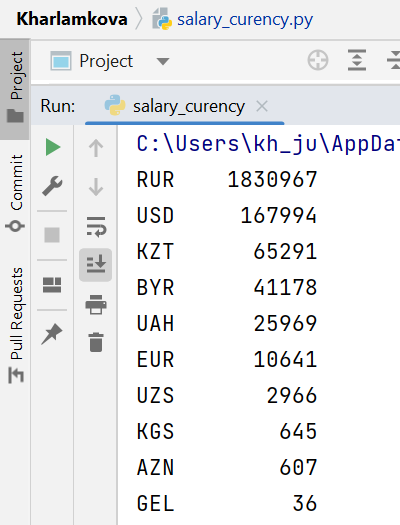 Kharlamkova salary_curency.py
Project
Project
Commit
Pull Requests
Run: salary_curency
C:\Users\kh_ju\AppDat
RUR 1830967
USD 167994
KZT 65291
BYR 41178
UAH 25969
EUR 10641
UZS 2966
KGS 645
AZN 607
GEL 36